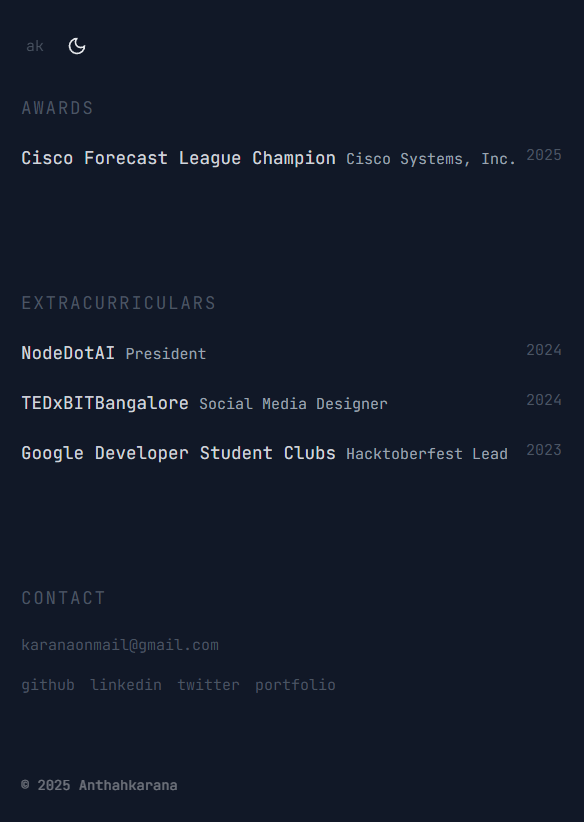 ak
AWARDS
Cisco Forecast League Champion Cisco Systems, Inc. 2025
EXTRACURRICULARS
NodeDotAI President 2024
TEDxBITBangalore Social Media Designer 2024
Google Developer Student Clubs Hacktoberfest Lead 2023
CONTACT
karanaonmail@gmail.com
github linkedin twitter portfolio
© 2025 Anthahkarana